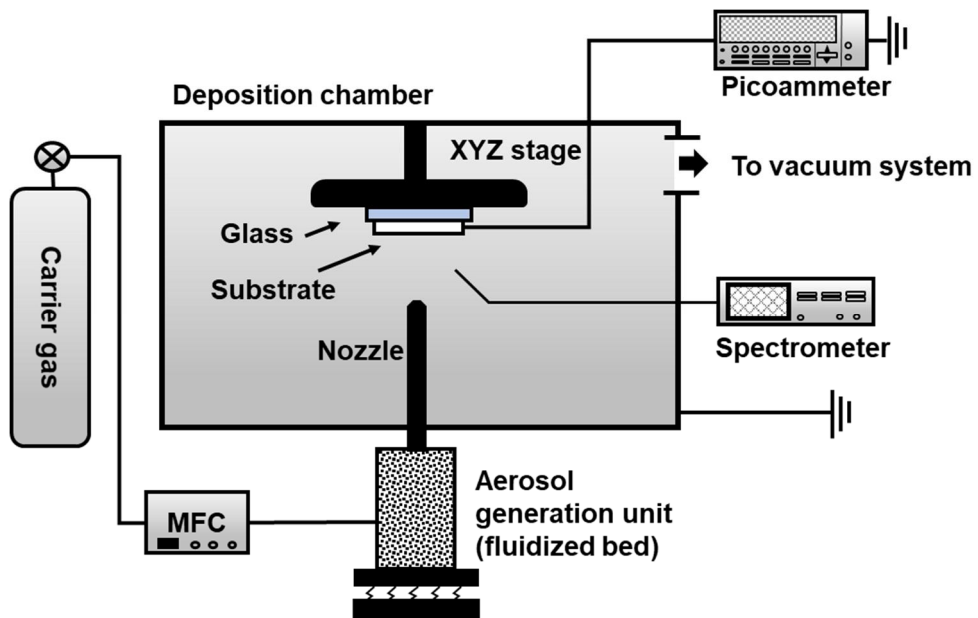 Picoammeter
Deposition chamber
XYZ stage
To vacuum system
Glass
Substrate
Carrier gas
Nozzle
Spectrometer
MFC
Aerosol
generation unit
(fluidized bed)